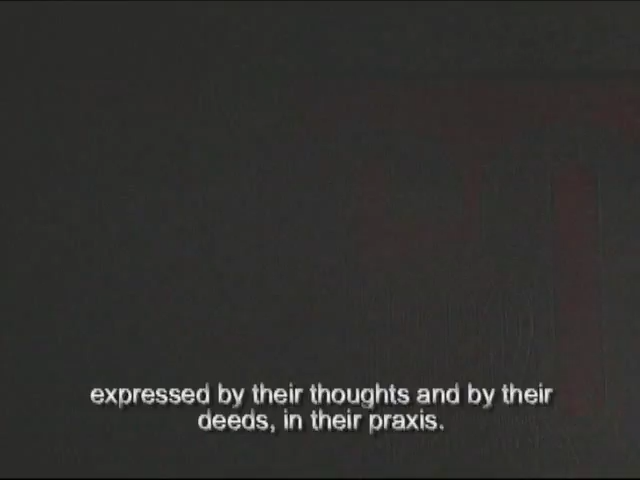 expressed by their thoughts and by their
deeds, in their praxis.